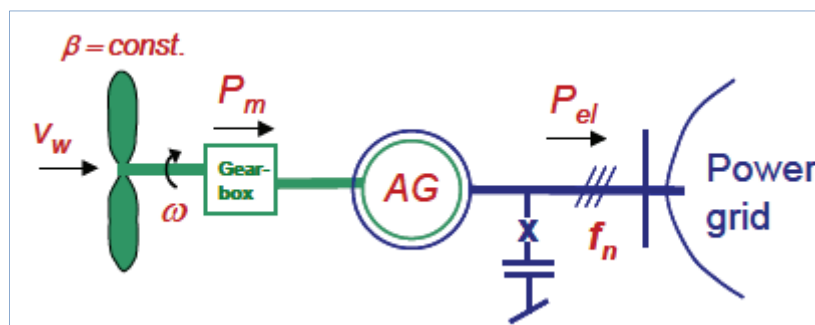 β = const.
P_m
P_el
v_w
Gear-
box
AG
Power
grid
ω
x
f_n